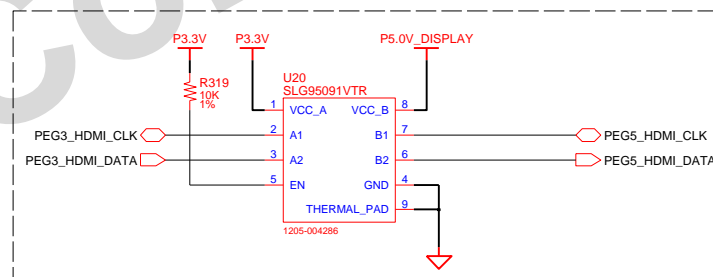 P3.3V P3.3V P5.0V_DISPLAY
U20
SLG95091VTR
R319
10K
1%
1 VCC_A VCC_B 8
PEG3_HDMI_CLK 2 A1 B1 7 PEG5_HDMI_CLK
PEG3_HDMI_DATA 3 A2 B2 6 PEG5_HDMI_DATA
5 EN GND 4
THERMAL_PAD 9
1205-004286